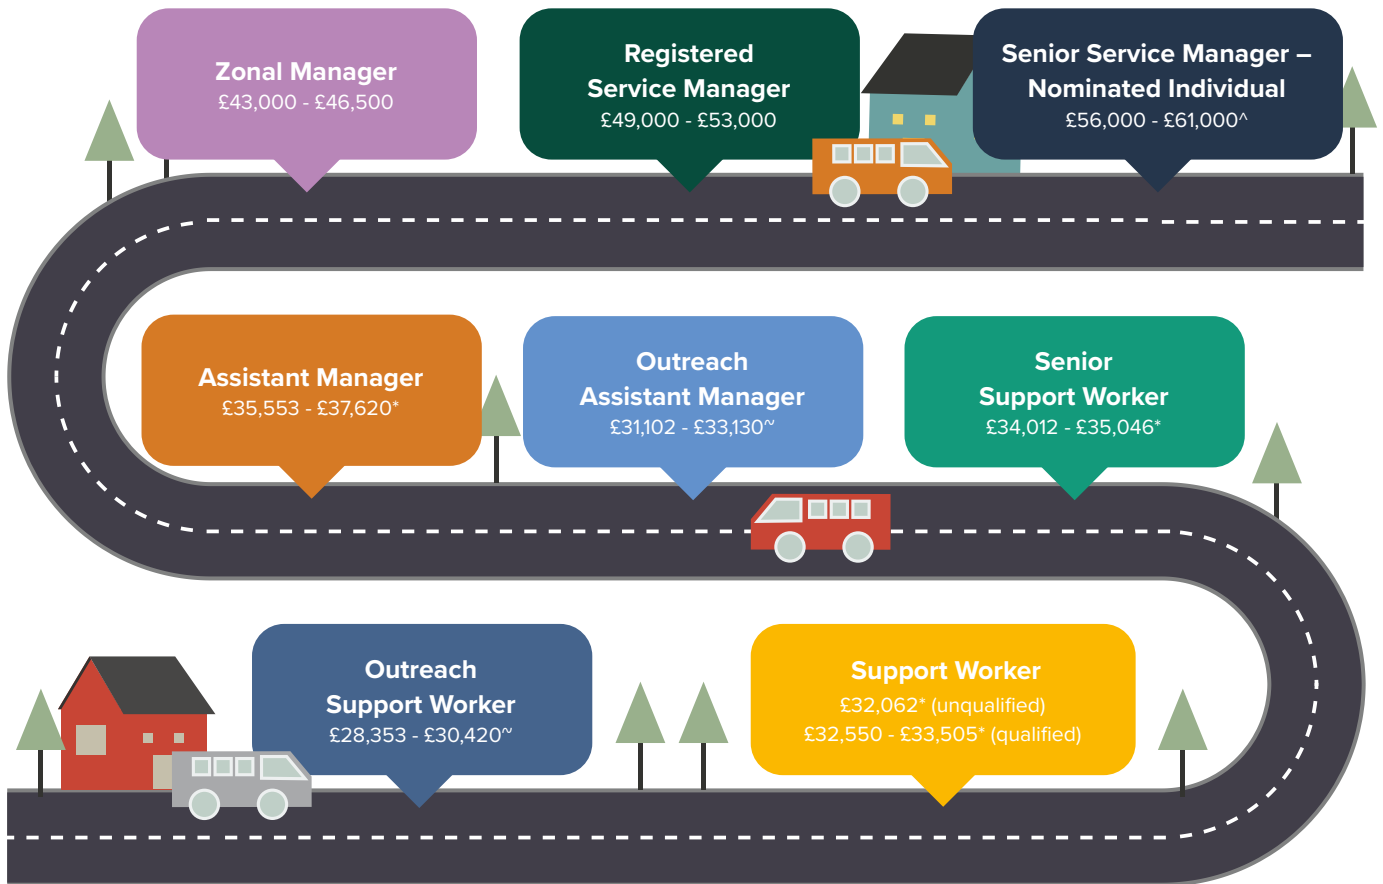 Zonal Manager
£43,000 - £46,500
Registered
Service Manager
£49,000 - £53,000
Senior Service Manager –
Nominated Individual
£56,000 - £61,000^
Assistant Manager
£35,553 - £37,620*
Outreach
Assistant Manager
£31,102 - £33,130~
Senior
Support Worker
£34,012 - £35,046*
Outreach
Support Worker
£28,353 - £30,420~
Support Worker
£32,062* (unqualified)
£32,550 - £33,505* (qualified)